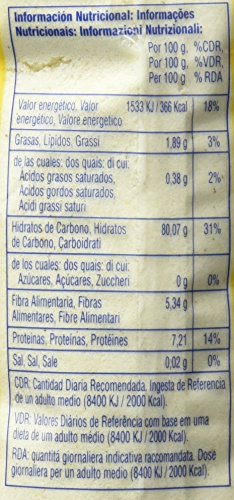 Información Nutricional: Informações
Nutricionais: Informazioni Nutrizionali:
Por 100 g. %CDR,
Por 100 g, %VDR,
Per 100 g % RDA
Valor energético, Valor 1533 KJ / 366 Kcal 18%
energético, Valore energetico
Grasas, Lípidos, Grassi 1,89 g 3%
de las cuales: dos quais: di cui:
Acidos grasos saturados, 0,38 g 2%
Acidos gordos saturados,
Acidi grassi saturi
Hidratos de Carbono, Hidratos 80,07 g 31%
de Carbono, Carboidrati
de los cuales: dos quais: di cui:
Azúcares, Açúcares, Zuccheri 0 g 0%
Fibra Alimentaria, Fibras 5,34 g
Alimentares, Fibre Alimentari
Proteinas, Proteinas, Protéines 7,21 14%
Sal, Sal, Sale 0,02 g 0%
CDR: Cantidad Diaria Recomendada. Ingesta de Referencia
de un adulto medio (8400 KJ / 2000 Kcal).
VDR: Valores Diários de Referência com base em uma
dieta de um adulto médio (8400 KJ / 2000 Kcal).
RDA: quantità giornaliera indicativa raccomandata. Dose
giornaliera per un adulto medio (8400 KJ / 2000 Kcal).